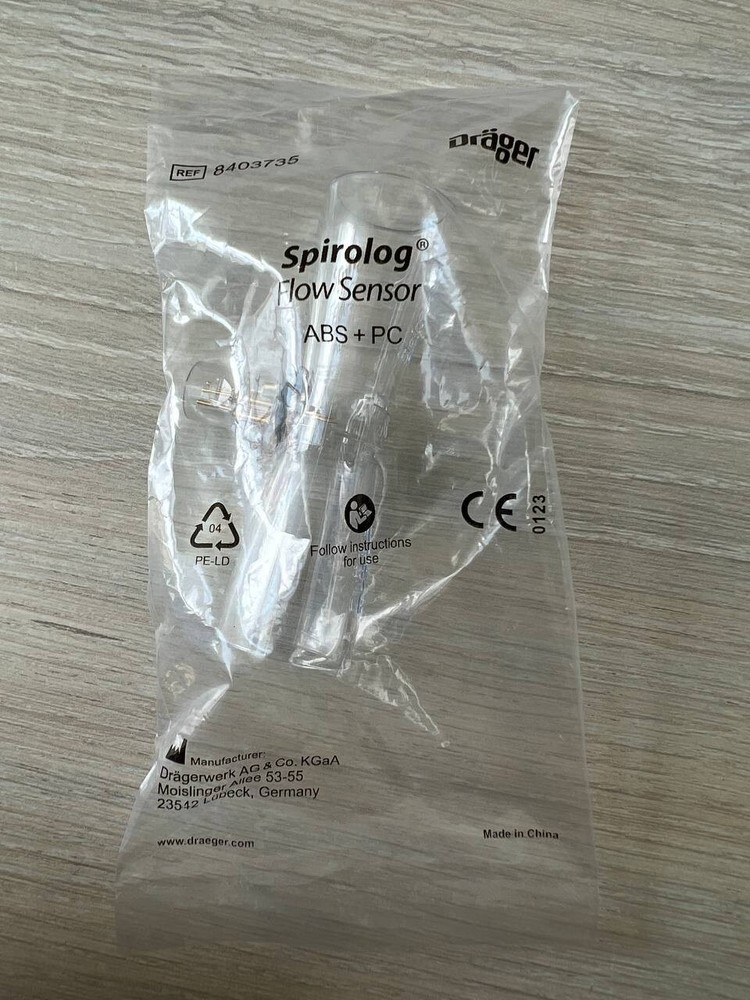 Dräger
REF 8403735
Spirolog®
Flow Sensor
ABS + PC
04
PE-LD
Follow instructions
for use
CE 0123
Manufacturer:
Drägerwerk AG & Co. KGaA
Moislinger Allee 53-55
23542 Lübeck, Germany
www.draeger.com
Made in China